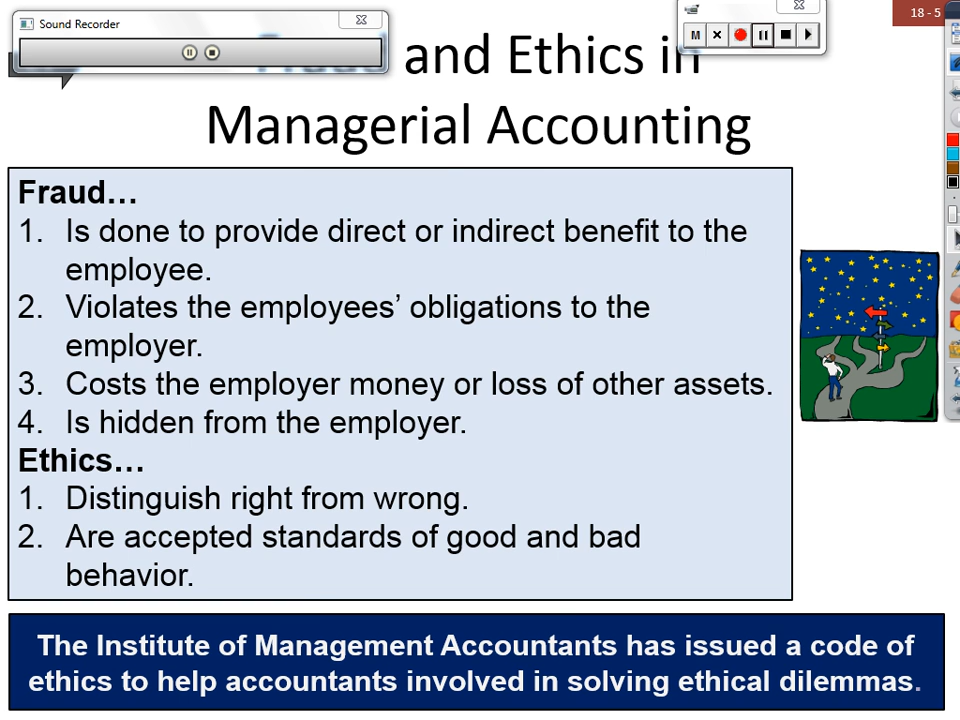 Sound Recorder
18 - 5
and Ethics in
Managerial Accounting
Fraud…
1. Is done to provide direct or indirect benefit to the
employee.
2. Violates the employees’ obligations to the
employer.
3. Costs the employer money or loss of other assets.
4. Is hidden from the employer.
Ethics…
1. Distinguish right from wrong.
2. Are accepted standards of good and bad
behavior.
The Institute of Management Accountants has issued a code of
ethics to help accountants involved in solving ethical dilemmas.